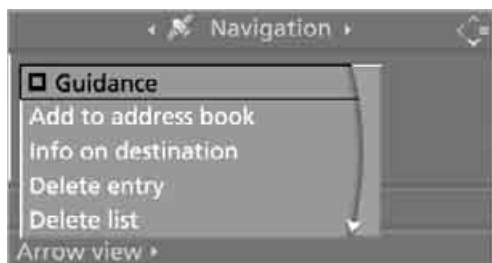 Navigation
Guidance
Add to address book
Info on destination
Delete entry
Delete list
Arrow view